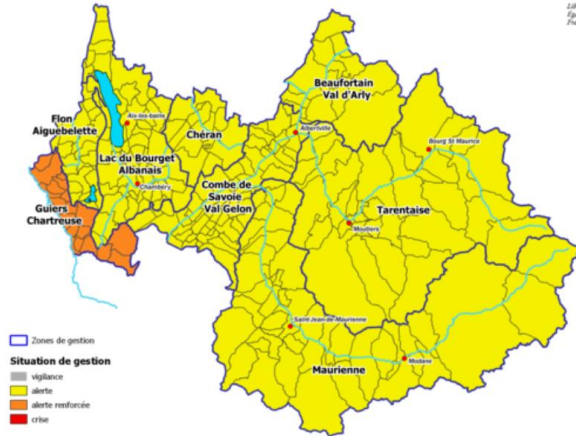 Beaufortain
Val d'Arly
Flon
Aiguebelette
Aix-les-bains
Chéran
Albertville
Bourg St Maurice
Lac du Bourget
Albanais
Chambéry
Combe de
Savoie
Val Gelon
Guiers
Chartreuse
Tarentaise
Moutiers
Saint Jean-de-Maurienne
Modane
Maurienne
Zones de gestion
Situation de gestion
vigilance
alerte
alerte renforcée
crise